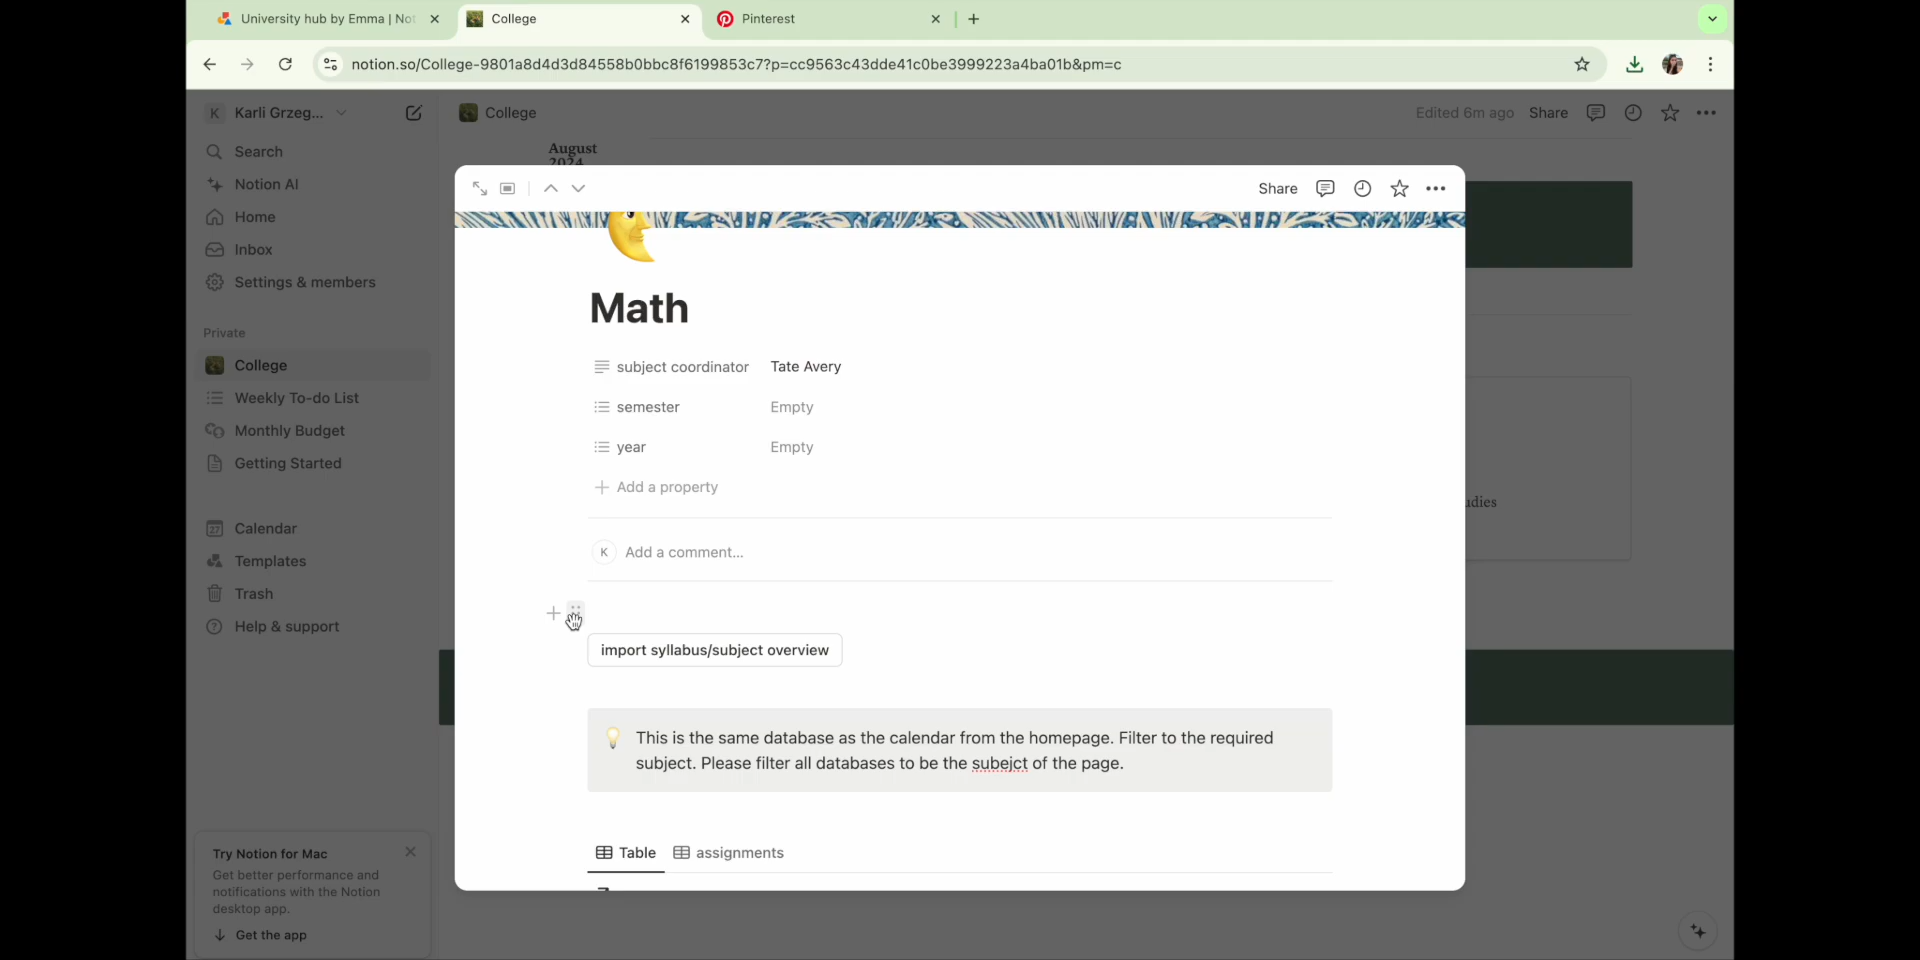 University hub by Emma | Not
College
Pinterest
notion.so/College-9801a8d4d3d84558b0bbc8f6199853c7?p=cc9563c43dde41c0be3999223a4ba01b&pm=c
K Karli Grzeg...
College
Edited 6m ago Share
Search
Notion AI
Home
Inbox
Settings & members
Private
College
Weekly To-do List
Monthly Budget
Getting Started
27 Calendar
Templates
Trash
Help & support
Try Notion for Mac
Get better performance and
notifications with the Notion
desktop app.
Get the app
August
2024
Share
Math
subject coordinator Tate Avery
semester Empty
year Empty
Add a property
K Add a comment...
import syllabus/subject overview
This is the same database as the calendar from the homepage. Filter to the required
subject. Please filter all databases to be the subejct of the page.
Table assignments